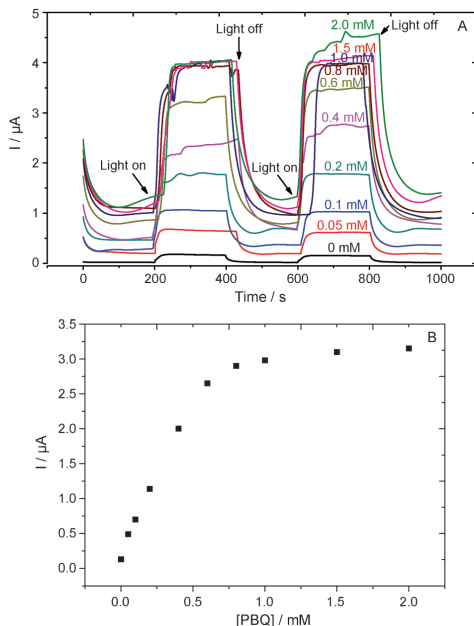 A
5
4
3
2
1
0
I / µA
Light on
Light off
Light on
Light off
2.0 mM
1.5 mM
1.0 mM
0.8 mM
0.6 mM
0.4 mM
0.2 mM
0.1 mM
0.05 mM
0 mM
0 200 400 600 800 1000
Time / s
B
3.5
3.0
2.5
2.0
1.5
1.0
0.5
0.0
I / µA
0.0 0.5 1.0 1.5 2.0
[PBQ] / mM